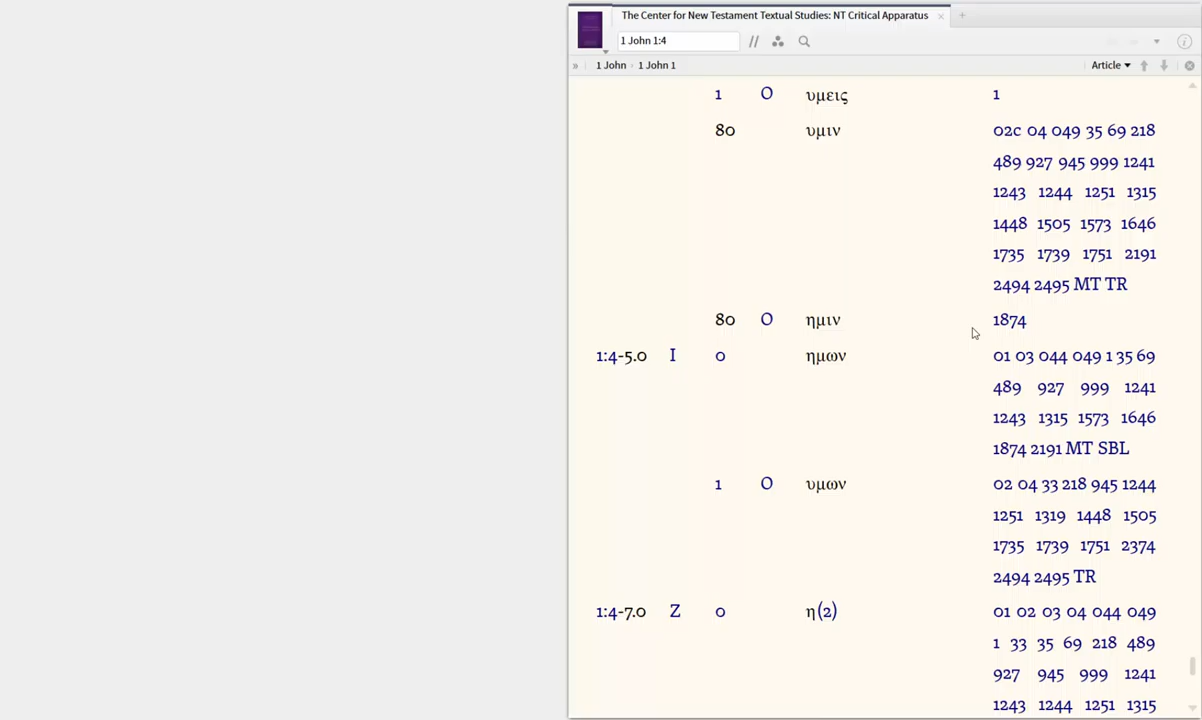 The Center for New Testament Textual Studies: NT Critical Apparatus
1 John 1:4
» 1 John › 1 John 1 Article
1 O υμεις 1
80 υμιν 02c 04 049 35 69 218
489 927 945 999 1241
1243 1244 1251 1315
1448 1505 1573 1646
1735 1739 1751 2191
2494 2495 MT TR
80 O ημιν 1874
1:4-5.0 I 0 ημων 01 03 044 049 1 35 69
489 927 999 1241
1243 1315 1573 1646
1874 2191 MT SBL
1 O υμων 02 04 33 218 945 1244
1251 1319 1448 1505
1735 1739 1751 2374
2494 2495 TR
1:4-7.0 Z 0 η(2) 01 02 03 04 044 049
1 33 35 69 218 489
927 945 999 1241
1243 1244 1251 1315